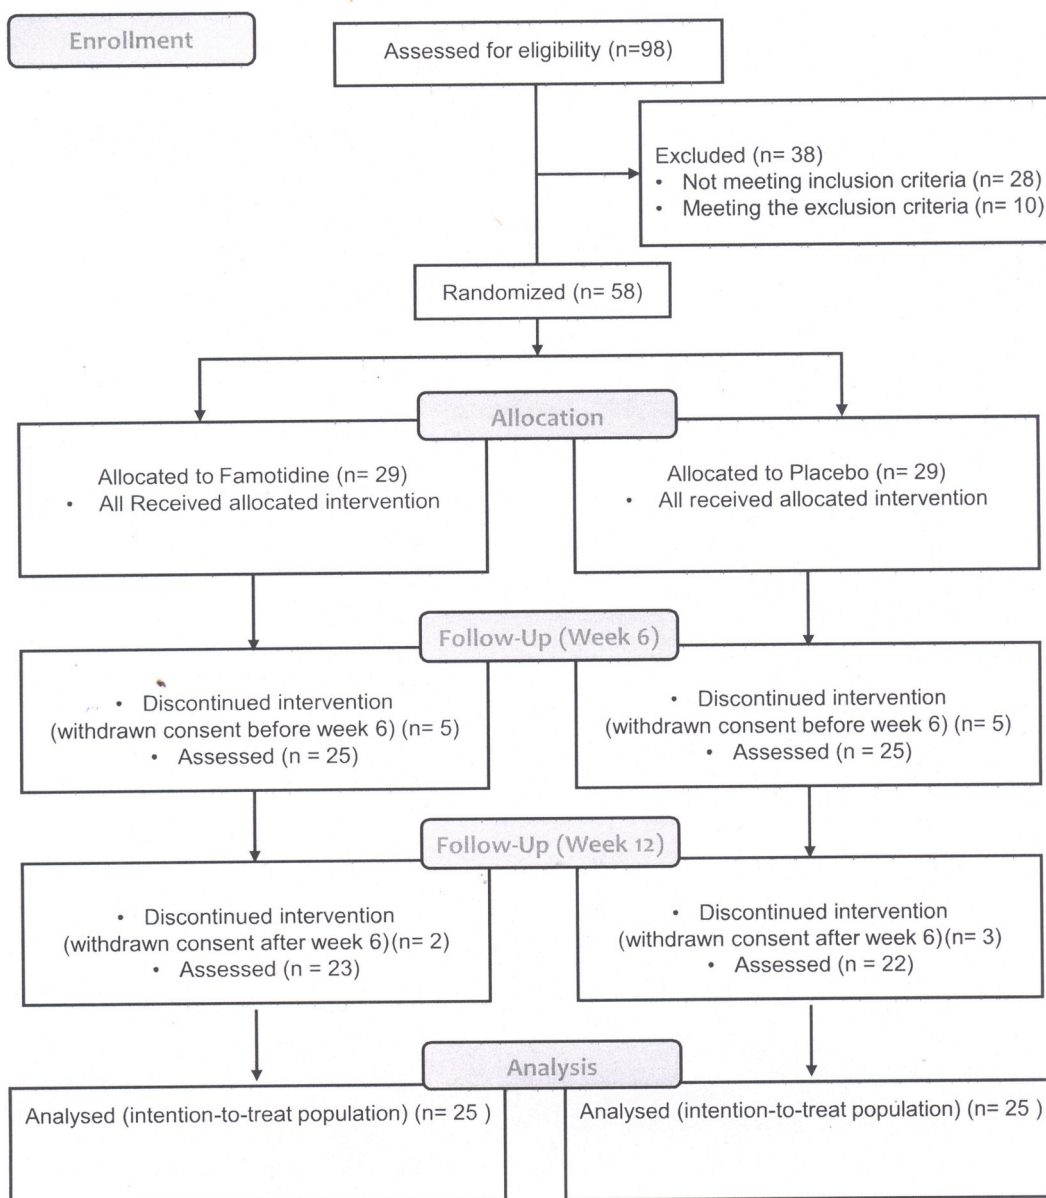 Enrollment
Assessed for eligibility (n=98)
Excluded (n= 38)
• Not meeting inclusion criteria (n= 28)
• Meeting the exclusion criteria (n= 10)
Randomized (n= 58)
Allocation
Allocated to Famotidine (n= 29)
• All Received allocated intervention
Allocated to Placebo (n= 29)
• All received allocated intervention
Follow-Up (Week 6)
• Discontinued intervention
(withdrawn consent before week 6) (n= 5)
• Assessed (n = 25)
• Discontinued intervention
(withdrawn consent before week 6) (n= 5)
• Assessed (n = 25)
Follow-Up (Week 12)
• Discontinued intervention
(withdrawn consent after week 6)(n= 2)
• Assessed (n = 23)
• Discontinued intervention
(withdrawn consent after week 6)(n= 3)
• Assessed (n = 22)
Analysis
Analysed (intention-to-treat population) (n= 25 )
Analysed (intention-to-treat population) (n= 25 )